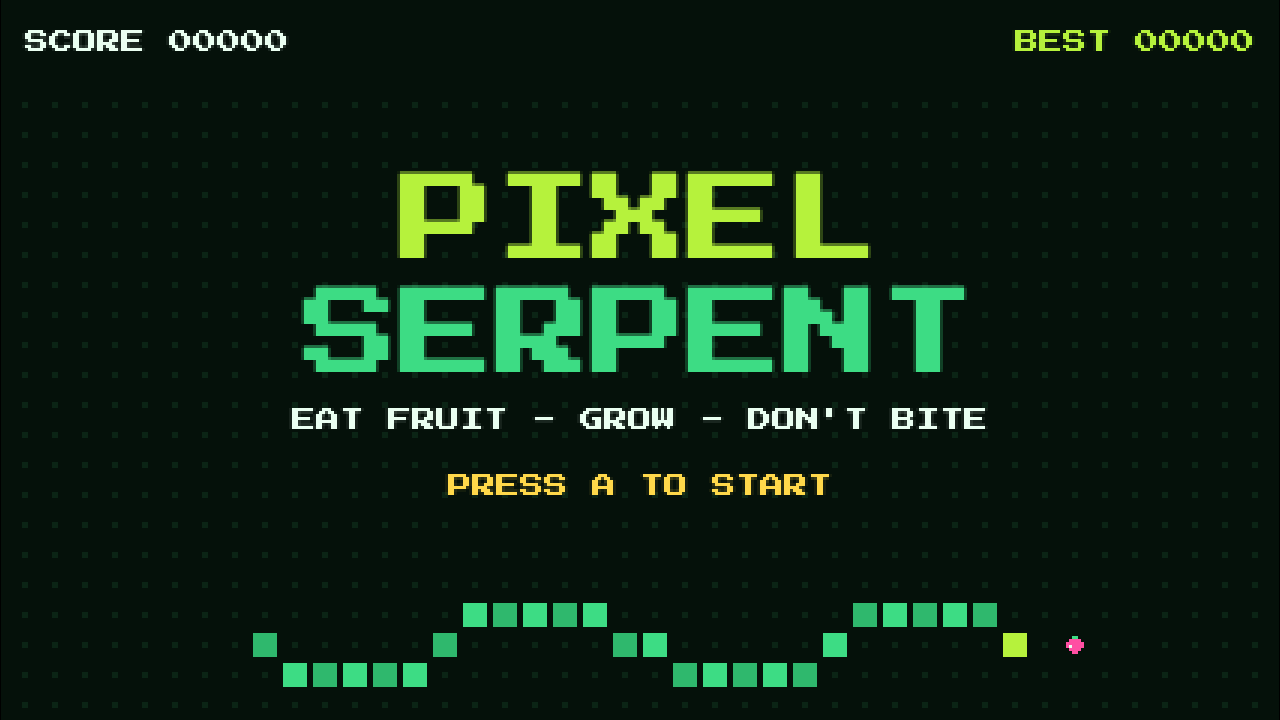 SCORE 00000
BEST 00000
PIXEL
SERPENT
EAT FRUIT - GROW - DON'T BITE
PRESS A TO START